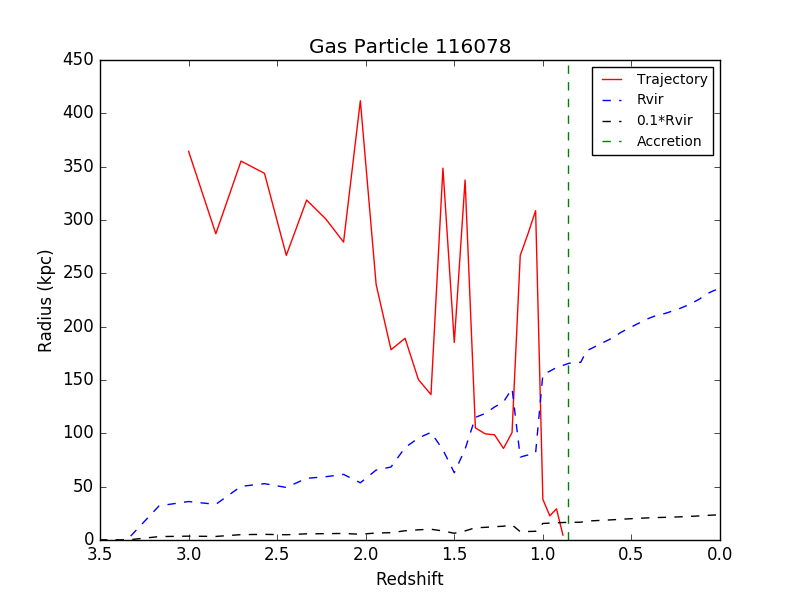 Gas Particle 116078
450
400
350
300
250
200
150
100
50
0
Radius (kpc)
3.5
3.0
2.5
2.0
1.5
1.0
0.5
0.0
Redshift
Trajectory
Rvir
0.1*Rvir
Accretion